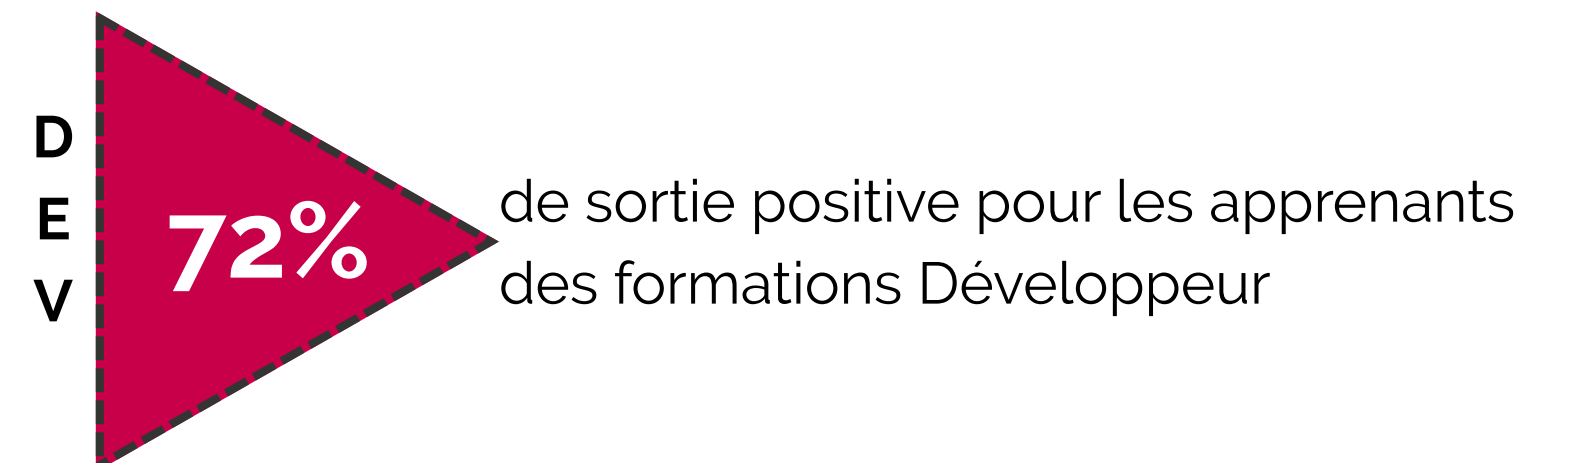 D
E
V
72%
de sortie positive pour les apprenants
des formations Développeur